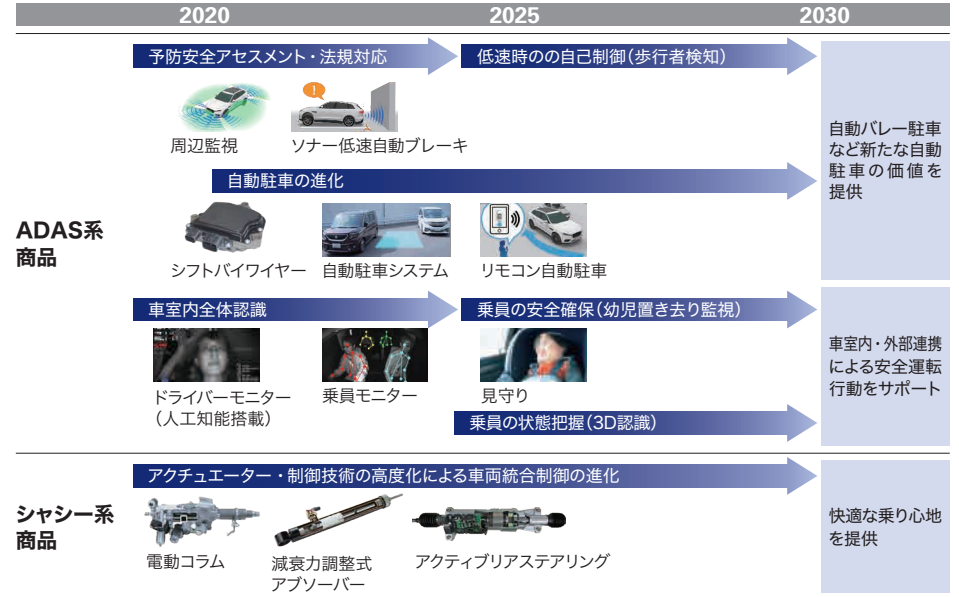 2020 2025 2030
予防安全アセスメント・法規対応
低速時のの自己制御（歩行者検知）
周辺監視
ソナー低速自動ブレーキ
自動駐車の進化
自動バレー駐車
など新たな自動
駐車の価値を
提供
ADAS系
商品
シフトバイワイヤー
自動駐車システム
リモコン自動駐車
車室内全体認識
乗員の安全確保（幼児置き去り監視）
ドライバーモニター
（人工知能搭載）
乗員モニター
見守り
乗員の状態把握（3D認識）
車室内・外部連携
による安全運転
行動をサポート
シャシー系
商品
アクチュエーター・制御技術の高度化による車両統合制御の進化
電動コラム
減衰力調整式
アブソーバー
アクティブリアステアリング
快適な乗り心地
を提供